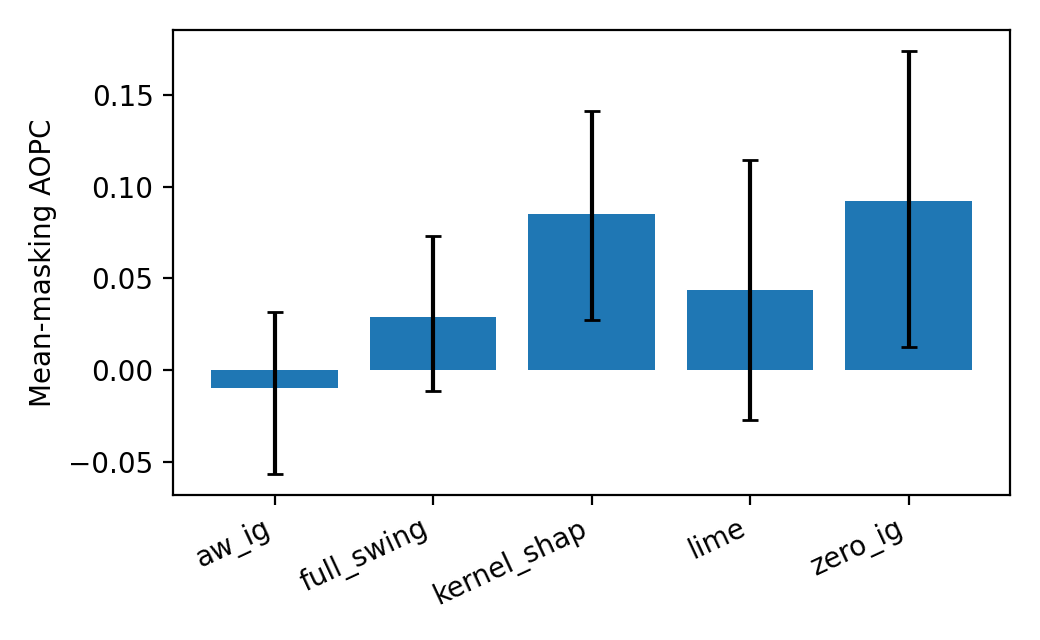 Mean-masking AOPC
0.15
0.10
0.05
0.00
−0.05
aw_ig
full_swing
kernel_shap
lime
zero_ig